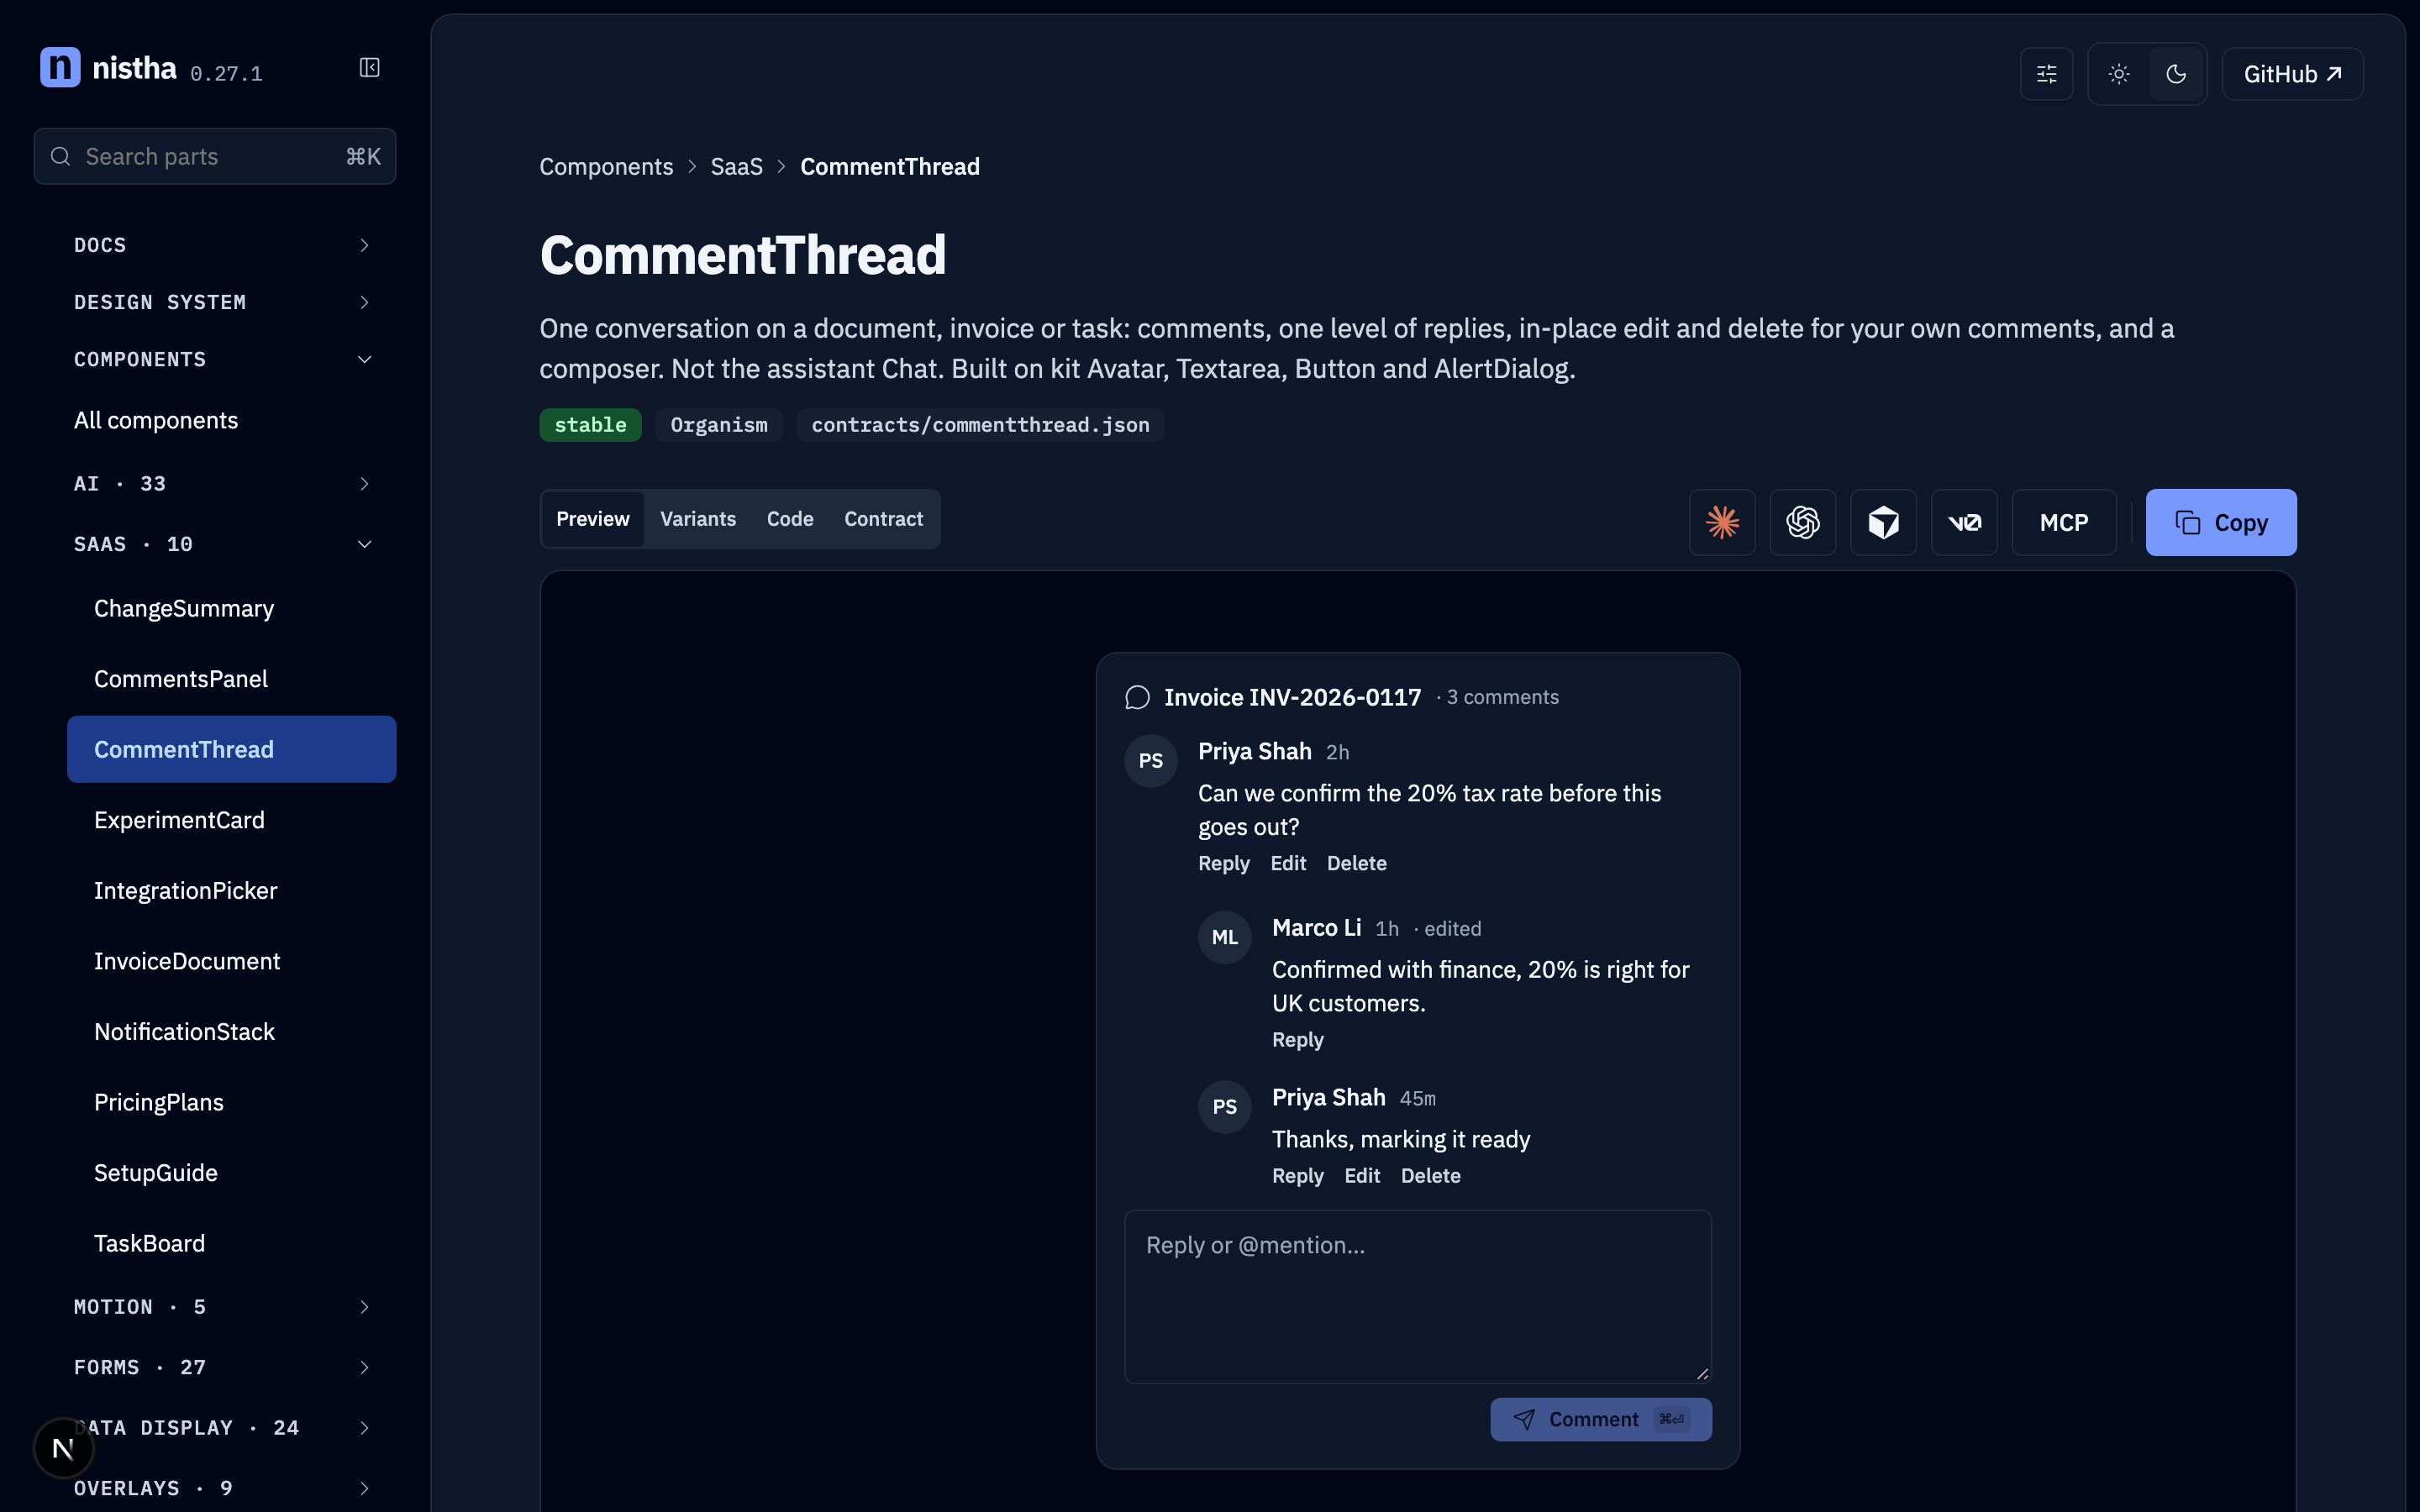 n nistha 0.27.1
Search parts ⌘K
DOCS
DESIGN SYSTEM
COMPONENTS
All components
AI · 33
SAAS · 10
ChangeSummary
CommentsPanel
CommentThread
ExperimentCard
IntegrationPicker
InvoiceDocument
NotificationStack
PricingPlans
SetupGuide
TaskBoard
MOTION · 5
FORMS · 27
DATA DISPLAY · 24
N
OVERLAYS · 9
GitHub
Components > SaaS > CommentThread
CommentThread
One conversation on a document, invoice or task: comments, one level of replies, in-place edit and delete for your own comments, and a
composer. Not the assistant Chat. Built on kit Avatar, Textarea, Button and AlertDialog.
stable Organism contracts/commentthread.json
Preview Variants Code Contract
v0 MCP Copy
Invoice INV-2026-0117 · 3 comments
PS Priya Shah 2h
Can we confirm the 20% tax rate before this
goes out?
Reply Edit Delete
ML Marco Li 1h · edited
Confirmed with finance, 20% is right for
UK customers.
Reply
PS Priya Shah 45m
Thanks, marking it ready
Reply Edit Delete
Reply or @mention...
Comment ⌘⏎